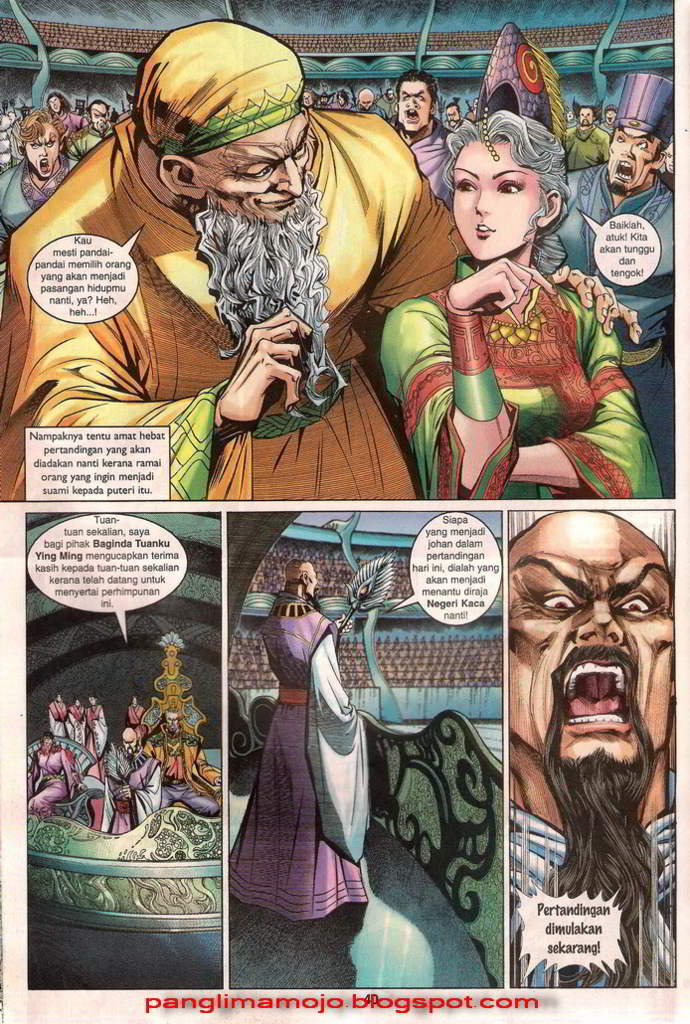 Kau
mesti pandai-
pandai memilih orang
yang akan menjadi
pasangan hidupmu
nanti, ya? Heh,
heh...!
Baiklah,
atuk! Kita
akan tunggu
dan
tengok!
Nampaknya tentu amat hebat
pertandingan yang akan
diadakan nanti kerana ramai
orang yang ingin menjadi
suami kepada puteri itu.
Tuan-
tuan sekalian, saya
bagi pihak Baginda Tuanku
Ying Ming mengucapkan terima
kasih kepada tuan-tuan sekalian
kerana telah datang untuk
menyertai perhimpunan
ini.
Siapa
yang menjadi
johan dalam
pertandingan
hari ini, dialah yang
akan menjadi
menantu diraja
Negeri Kaca
nanti!
Pertandingan
dimulakan
sekarang!
40
panglimamojo.blogspot.com